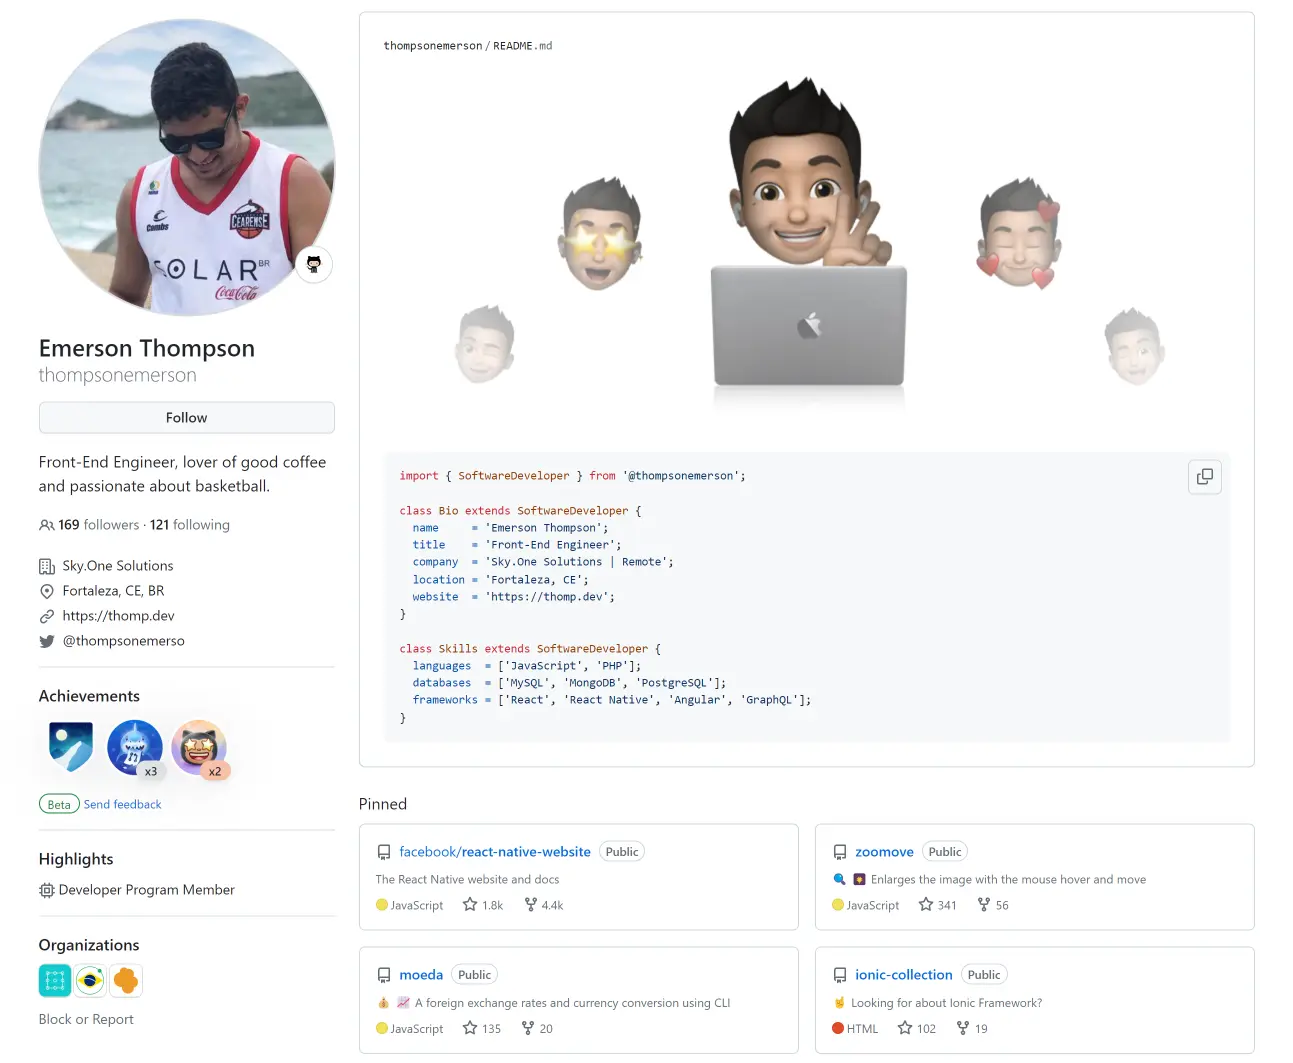 Combs
CEARENSE
SOLAR BR
Coca-Cola
Emerson Thompson
thompsonemerson
Follow
Front-End Engineer, lover of good coffee
and passionate about basketball.
169 followers · 121 following
Sky.One Solutions
Fortaleza, CE, BR
https://thomp.dev
@thompsonemerso
Achievements
x3
x2
Beta Send feedback
Highlights
Developer Program Member
Organizations
Block or Report
thompsonemerson/README.md
import { SoftwareDeveloper } from '@thompsonemerson';
class Bio extends SoftwareDeveloper {
name = 'Emerson Thompson';
title = 'Front-End Engineer';
company = 'Sky.One Solutions | Remote';
location = 'Fortaleza, CE';
website = 'https://thomp.dev';
}
class Skills extends SoftwareDeveloper {
languages = ['JavaScript', 'PHP'];
databases = ['MySQL', 'MongoDB', 'PostgreSQL'];
frameworks = ['React', 'React Native', 'Angular', 'GraphQL'];
}
Pinned
facebook/react-native-website Public
The React Native website and docs
JavaScript 1.8k 4.4k
zoomove Public
🔍 💥 Enlarges the image with the mouse hover and move
JavaScript 341 56
moeda Public
💰 📈 A foreign exchange rates and currency conversion using CLI
JavaScript 135 20
ionic-collection Public
🤘 Looking for about Ionic Framework?
HTML 102 19